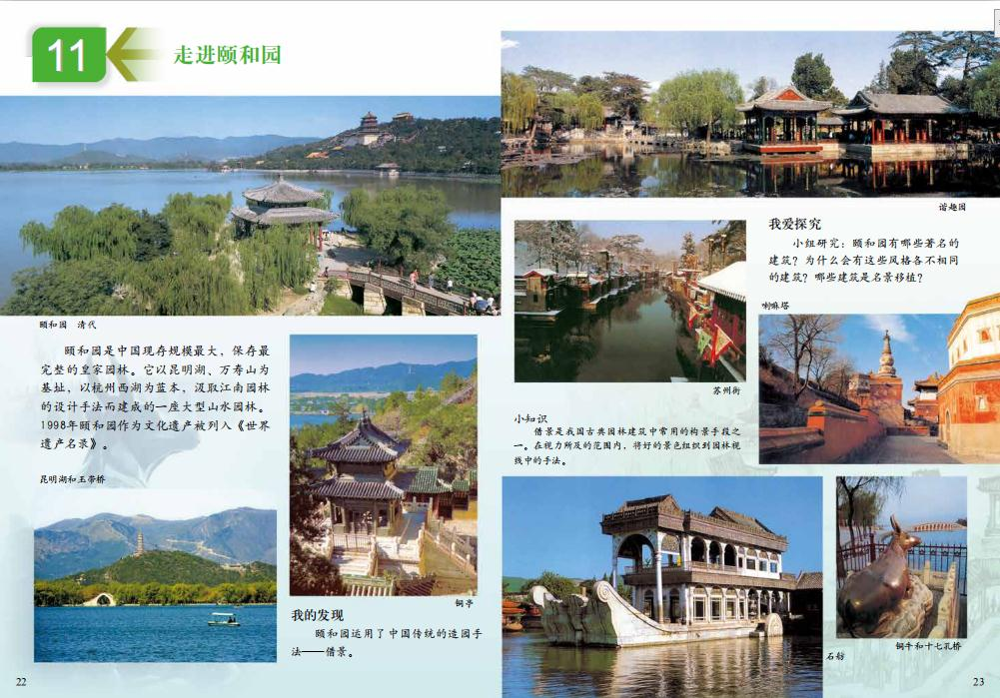 11
走进颐和园
颐和园 清代
颐和园是中国现存规模最大，保存最
完整的皇家园林。它以昆明湖、万寿山为
基址，以杭州西湖为蓝本，汲取江南园林
的设计手法而建成的一座大型山水园林。
1998年颐和园作为文化遗产被列入《世界
遗产名录》。
昆明湖和玉带桥
铜亭
我的发现
颐和园运用了中国传统的造园手
法——借景。
22
谐趣园
我爱探究
小组研究：颐和园有哪些著名的
建筑？为什么会有这些风格各不相同
的建筑？哪些建筑是名景移植？
喇嘛塔
苏州街
小知识
借景是我国古典园林建筑中常用的构景手段之
一。在视力所及的范围内，将好的景色组织到园林视
线中的手法。
石舫
铜牛和十七孔桥
23